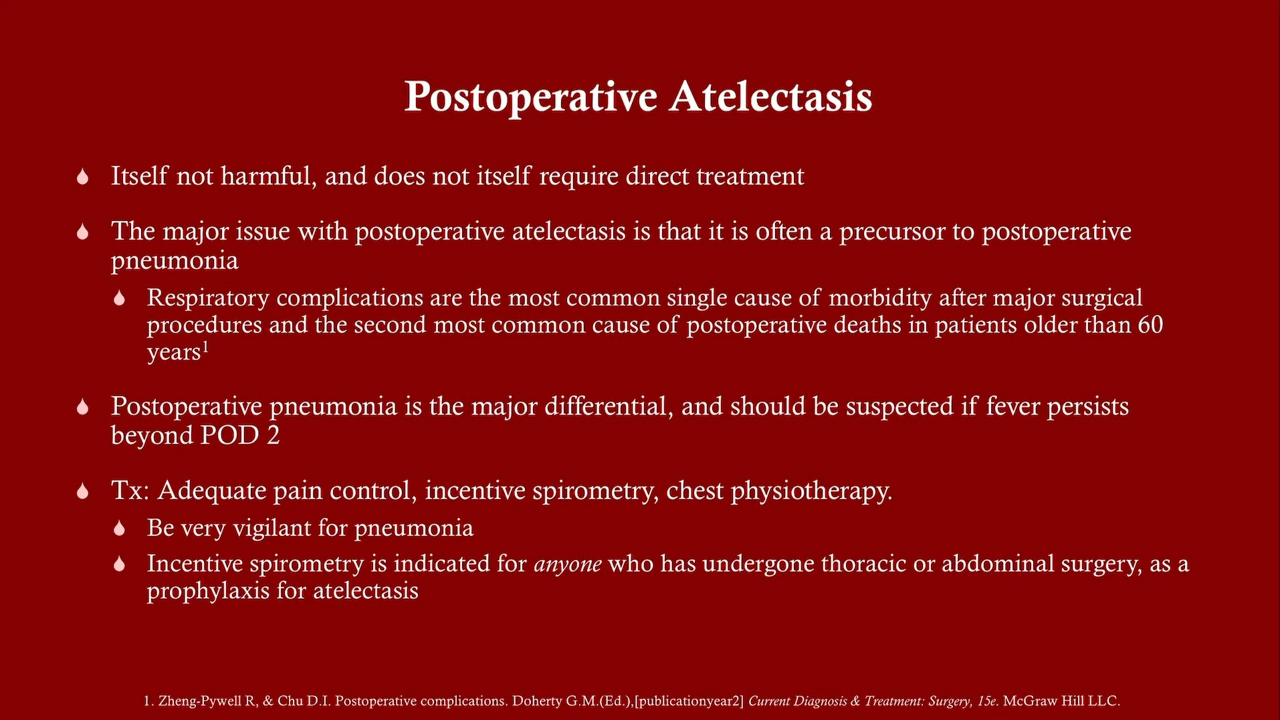 Postoperative Atelectasis
Itself not harmful, and does not itself require direct treatment
The major issue with postoperative atelectasis is that it is often a precursor to postoperative
pneumonia
Respiratory complications are the most common single cause of morbidity after major surgical
procedures and the second most common cause of postoperative deaths in patients older than 60
years¹
Postoperative pneumonia is the major differential, and should be suspected if fever persists
beyond POD 2
Tx: Adequate pain control, incentive spirometry, chest physiotherapy.
Be very vigilant for pneumonia
Incentive spirometry is indicated for anyone who has undergone thoracic or abdominal surgery, as a
prophylaxis for atelectasis
1. Zheng-Pywell R, & Chu D.I. Postoperative complications. Doherty G.M.(Ed.),[publicationyear2] Current Diagnosis & Treatment: Surgery, 15e. McGraw Hill LLC.